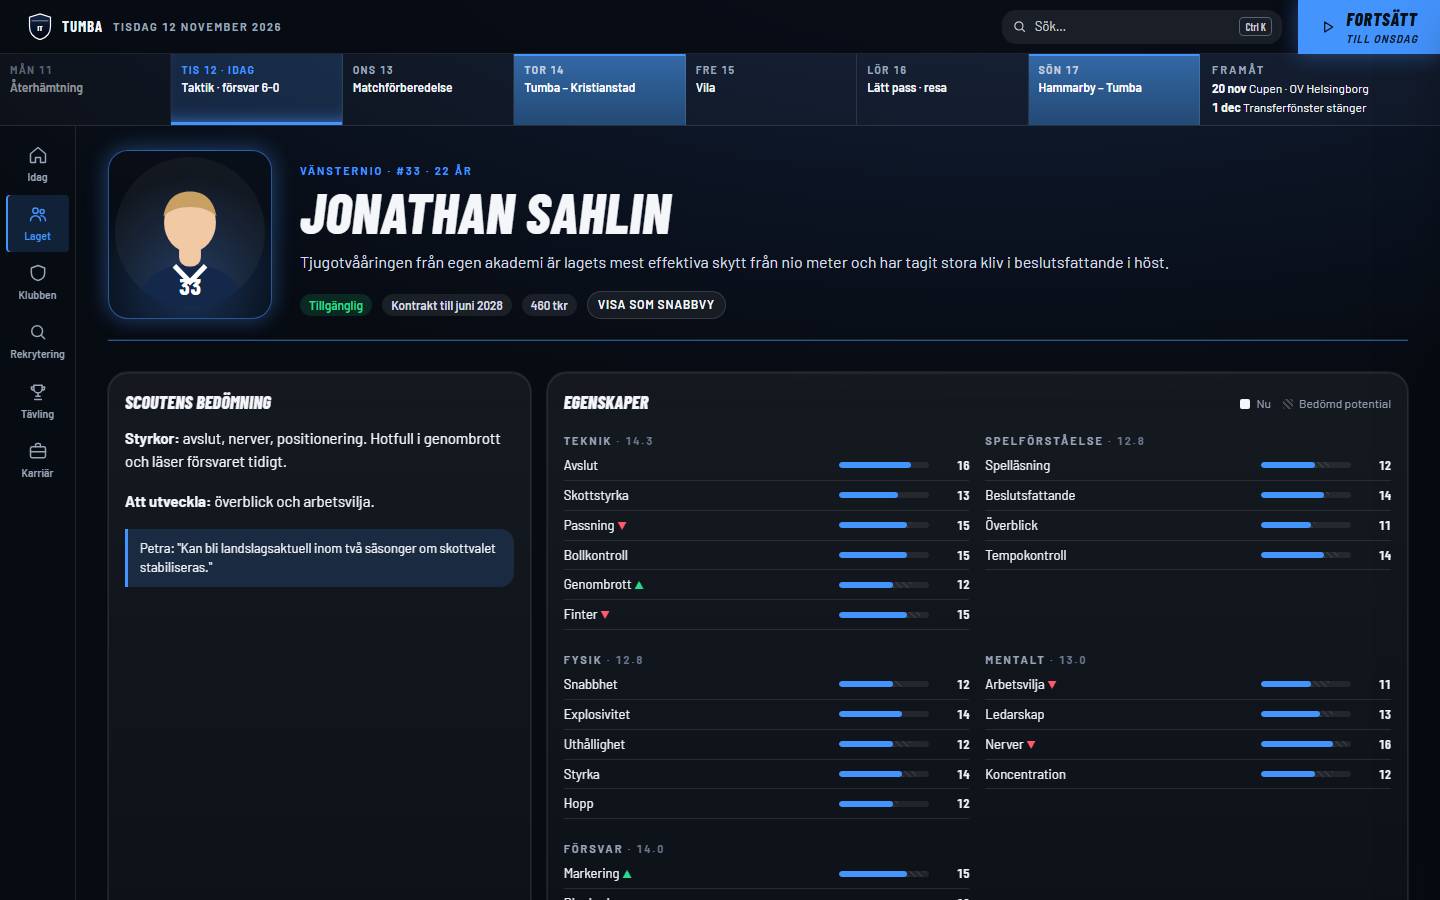 IT
TUMBA TISDAG 12 NOVEMBER 2026
Sök...
Ctrl K
FORTSÄTT
TILL ONSDAG
MÅN 11
Återhämtning
TIS 12 · IDAG
Taktik · försvar 6-0
ONS 13
Matchförberedelse
TOR 14
Tumba – Kristianstad
FRE 15
Vila
LÖR 16
Lätt pass · resa
SÖN 17
Hammarby – Tumba
FRAMÅT
20 nov Cupen · OV Helsingborg
1 dec Transferfönster stänger
Idag
Laget
Klubben
Rekrytering
Tävling
Karriär
33
VÄNSTERNIO · #33 · 22 ÅR
JONATHAN SAHLIN
Tjugotvååringen från egen akademi är lagets mest effektiva skytt från nio meter och har tagit stora kliv i beslutsfattande i höst.
Tillgänglig
Kontrakt till juni 2028
460 tkr
VISA SOM SNABBVY
SCOUTENS BEDÖMNING
Styrkor: avslut, nerver, positionering. Hotfull i genombrott
och läser försvaret tidigt.
Att utveckla: överblick och arbetsvilja.
Petra: "Kan bli landslagsaktuell inom två säsonger om skottvalet
stabiliseras."
EGENSKAPER
Nu
Bedömd potential
TEKNIK · 14.3
Avslut 16
Skottstyrka 13
Passning ▼ 15
Bollkontroll 15
Genombrott ▲ 12
Finter ▼ 15
SPELFÖRSTÅELSE · 12.8
Spelläsning 12
Beslutsfattande 14
Överblick 11
Tempokontroll 14
FYSIK · 12.8
Snabbhet 12
Explosivitet 14
Uthållighet 12
Styrka 14
Hopp 12
MENTALT · 13.0
Arbetsvilja ▼ 11
Ledarskap 13
Nerver ▼ 16
Koncentration 12
FÖRSVAR · 14.0
Markering ▲ 15